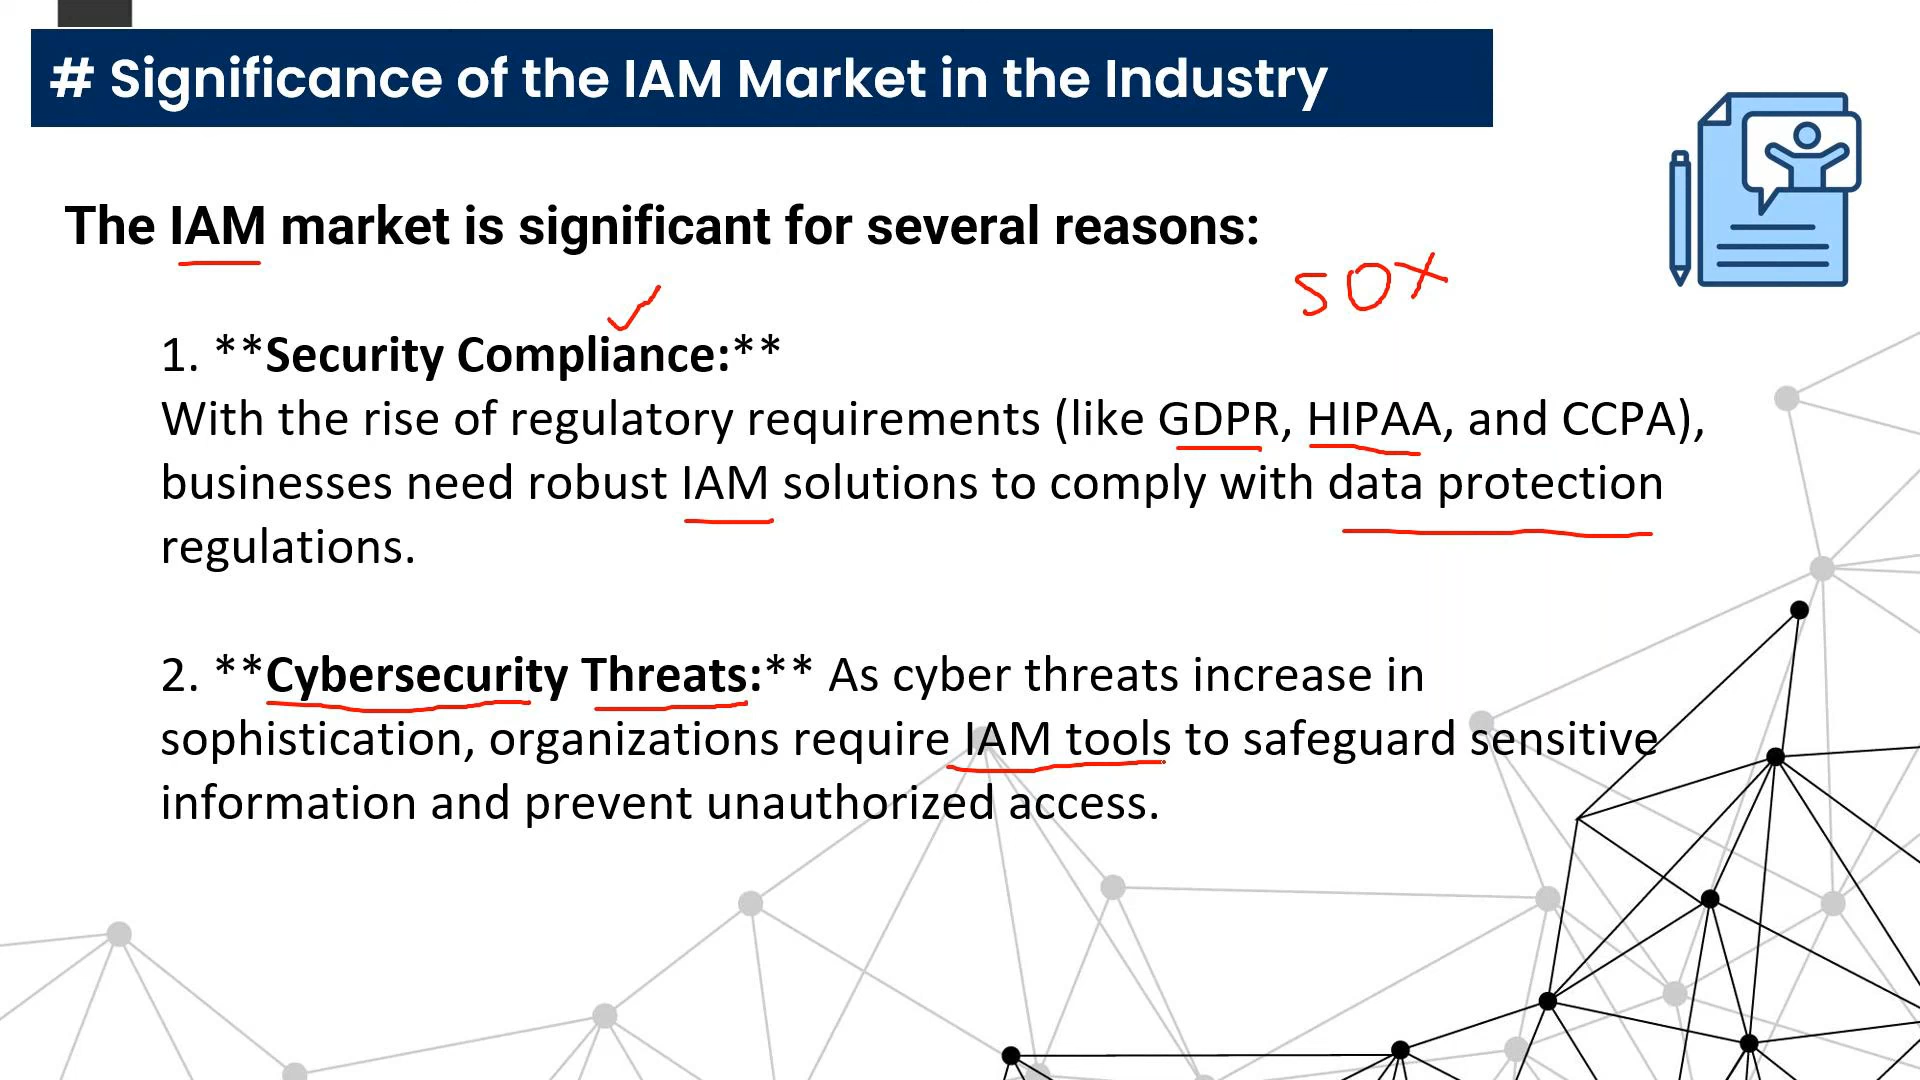 # Significance of the IAM Market in the Industry
The IAM market is significant for several reasons:
SOX
1. **Security Compliance:**
With the rise of regulatory requirements (like GDPR, HIPAA, and CCPA),
businesses need robust IAM solutions to comply with data protection
regulations.
2. **Cybersecurity Threats:** As cyber threats increase in
sophistication, organizations require IAM tools to safeguard sensitive
information and prevent unauthorized access.